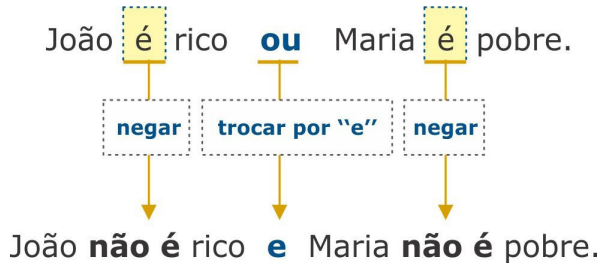 João é rico ou Maria é pobre.
negar trocar por ‘‘e’’ negar
João não é rico e Maria não é pobre.